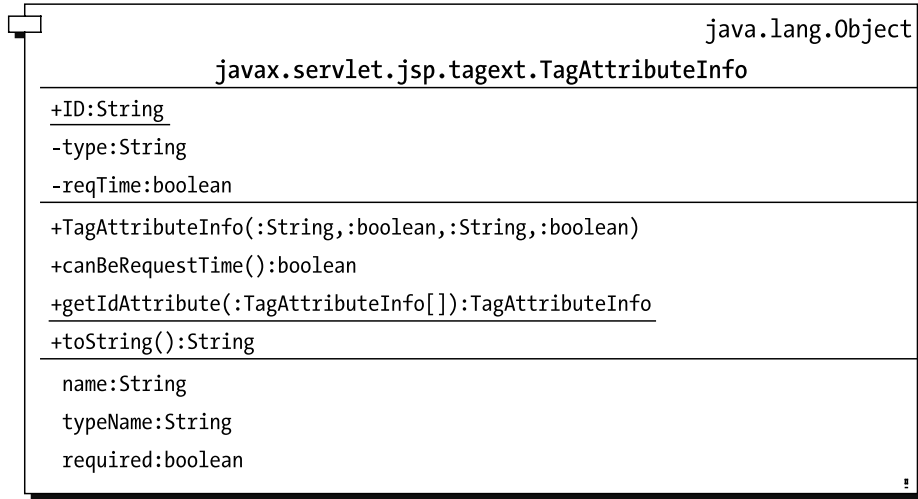 java.lang.Object
javax.servlet.jsp.tagext.TagAttributeInfo
+ID:String
-type:String
-reqTime:boolean
+TagAttributeInfo(:String,:boolean,:String,:boolean)
+canBeRequestTime():boolean
+getIdAttribute(:TagAttributeInfo[]):TagAttributeInfo
+toString():String
name:String
typeName:String
required:boolean